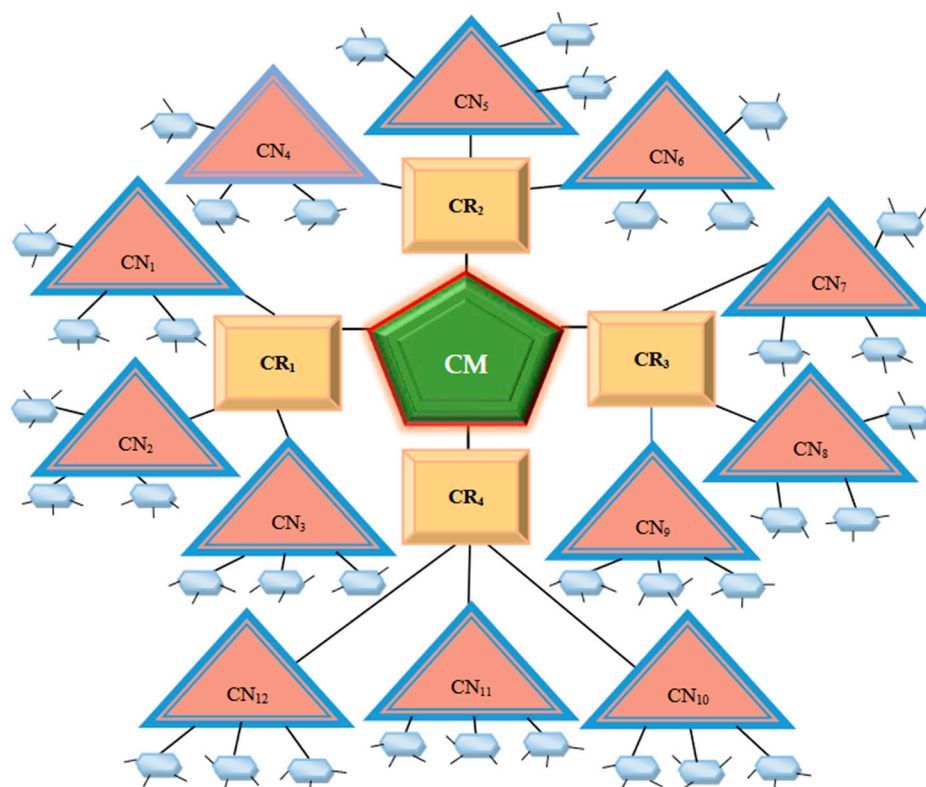 CN₅
CN₄
CN₆
CR₂
CN₁
CN₇
CR₁
CM
CR₃
CN₂
CN₈
CR₄
CN₃
CN₉
CN₁₂
CN₁₁
CN₁₀